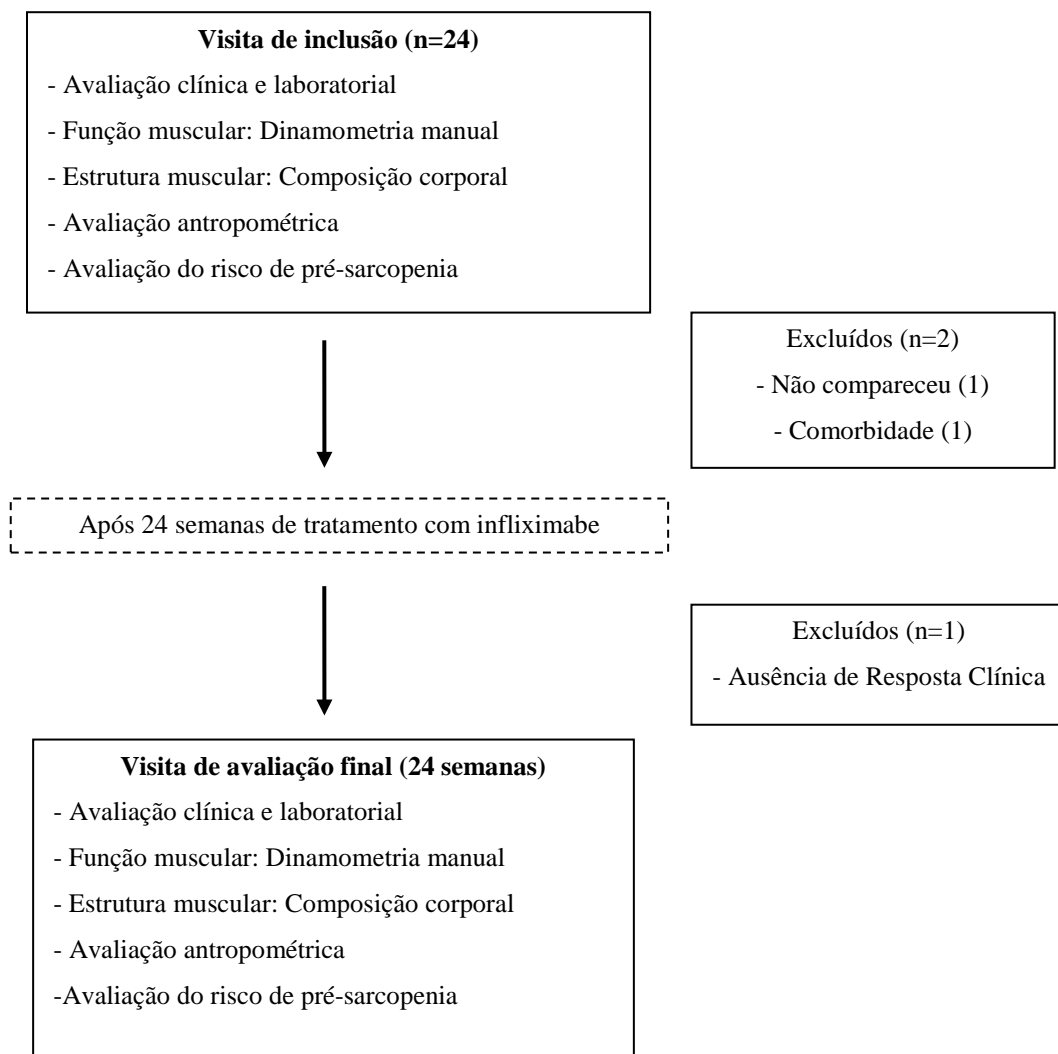 Visita de inclusão (n=24)
- Avaliação clínica e laboratorial
- Função muscular: Dinamometria manual
- Estrutura muscular: Composição corporal
- Avaliação antropométrica
- Avaliação do risco de pré-sarcopenia
Excluídos (n=2)
- Não compareceu (1)
- Comorbidade (1)
Após 24 semanas de tratamento com infliximabe
Excluídos (n=1)
- Ausência de Resposta Clínica
Visita de avaliação final (24 semanas)
- Avaliação clínica e laboratorial
- Função muscular: Dinamometria manual
- Estrutura muscular: Composição corporal
- Avaliação antropométrica
-Avaliação do risco de pré-sarcopenia